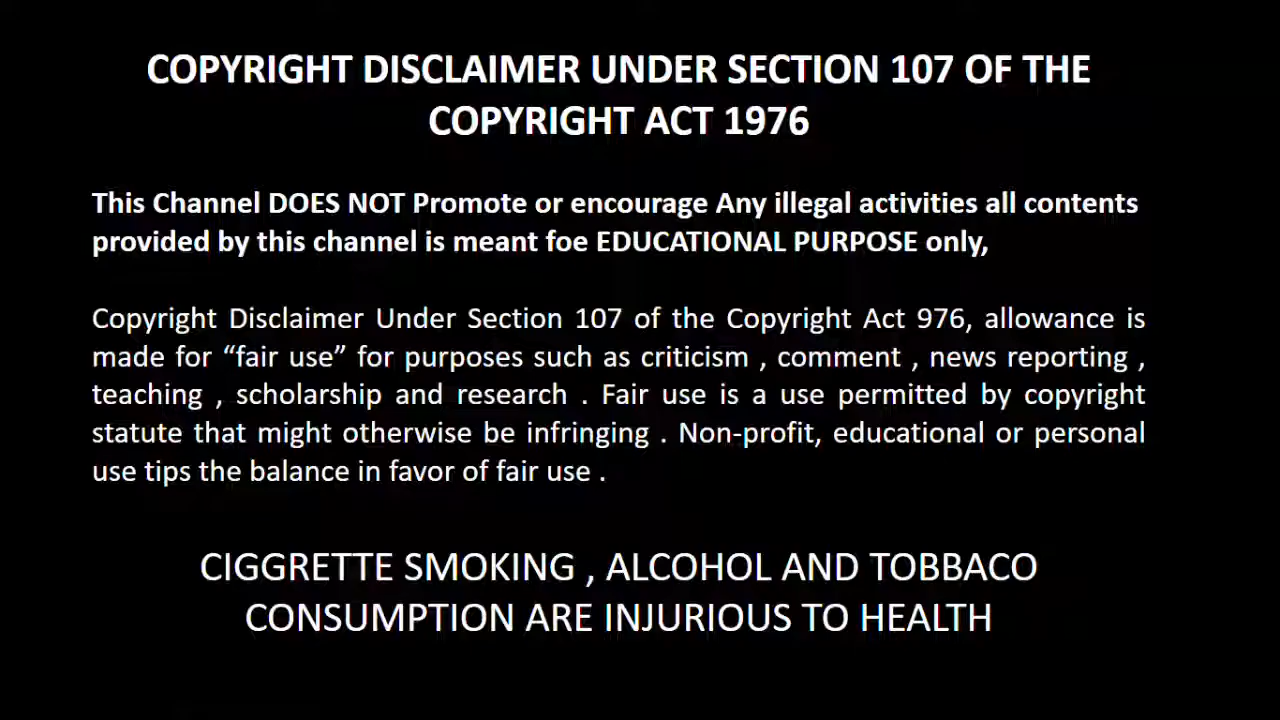 COPYRIGHT DISCLAIMER UNDER SECTION 107 OF THE
COPYRIGHT ACT 1976
This Channel DOES NOT Promote or encourage Any illegal activities all contents
provided by this channel is meant foe EDUCATIONAL PURPOSE only,
Copyright Disclaimer Under Section 107 of the Copyright Act 976, allowance is
made for “fair use” for purposes such as criticism , comment , news reporting ,
teaching , scholarship and research . Fair use is a use permitted by copyright
statute that might otherwise be infringing . Non-profit, educational or personal
use tips the balance in favor of fair use .
CIGGRETTE SMOKING , ALCOHOL AND TOBBACO
CONSUMPTION ARE INJURIOUS TO HEALTH